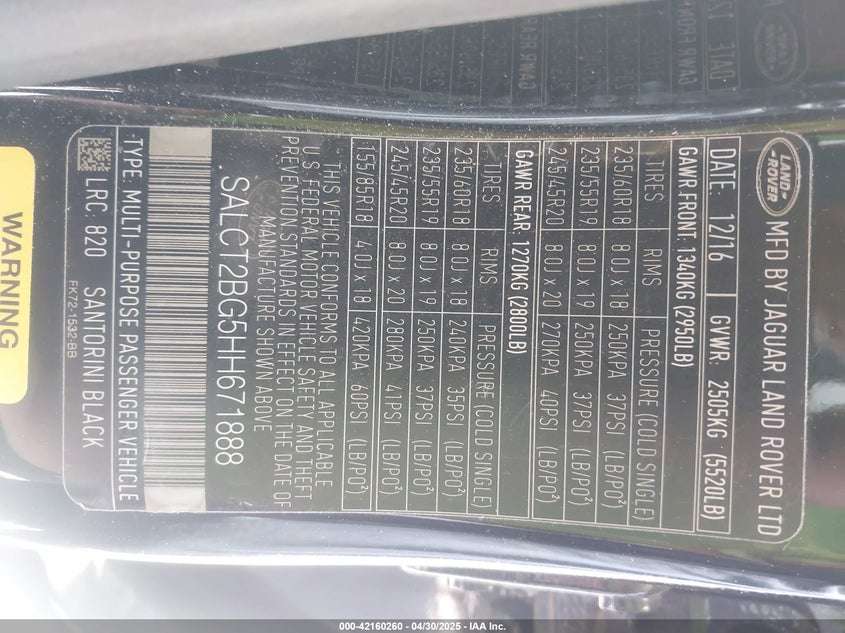 LAND-
ROVER
MFD BY JAGUAR LAND ROVER LTD
DATE: 12/16 GVWR: 2505KG (5520LB)
GAWR FRONT: 1340KG (2950LB)
TIRES RIMS PRESSURE (COLD SINGLE)
235/60R18 8.0J x 18 250KPA 37PSI (LB/PO²)
235/55R19 8.0J x 19 250KPA 37PSI (LB/PO²)
245/45R20 8.0J x 20 270KPA 40PSI (LB/PO²)
GAWR REAR: 1270KG (2800LB)
TIRES RIMS PRESSURE (COLD SINGLE)
235/60R18 8.0J x 18 240KPA 35PSI (LB/PO²)
235/55R19 8.0J x 19 250KPA 37PSI (LB/PO²)
245/45R20 8.0J x 20 280KPA 41PSI (LB/PO²)
155/85R18 4.0J x 18 420KPA 60PSI (LB/PO²)
THIS VEHICLE CONFORMS TO ALL APPLICABLE
U.S. FEDERAL MOTOR VEHICLE SAFETY AND THEFT
PREVENTION STANDARDS IN EFFECT ON THE DATE OF
MANUFACTURE SHOWN ABOVE
SALCT2BG5HH671888
TYPE: MULTI-PURPOSE PASSENGER VEHICLE
LRC: 820 SANTORINI BLACK
FK72-1532-BB
WARNING
000-42160260 - 04/30/2025 - IAA Inc.